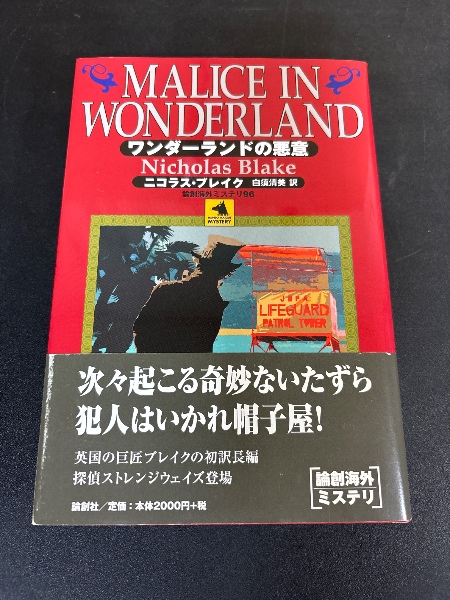 MALICE IN
WONDERLAND
ワンダーランドの悪意
Nicholas Blake
ニコラス・ブレイク 白須清美 訳
論創海外ミステリ96
MYSTERY
LIFEGUARD
PATROL TOWER
次々起こる奇妙ないたずら
犯人はいかれ帽子屋!
英国の巨匠ブレイクの初訳長編
探偵ストレンジウェイズ登場
論創社/定価:本体2000円+税
論創海外
ミステリ